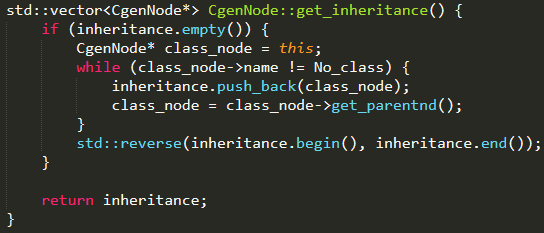 std::vector<CgenNode*> CgenNode::get_inheritance() {
    if (inheritance.empty()) {
        CgenNode* class_node = this;
        while (class_node->name != No_class) {
            inheritance.push_back(class_node);
            class_node = class_node->get_parentnd();
        }
        std::reverse(inheritance.begin(), inheritance.end());
    }

    return inheritance;
}